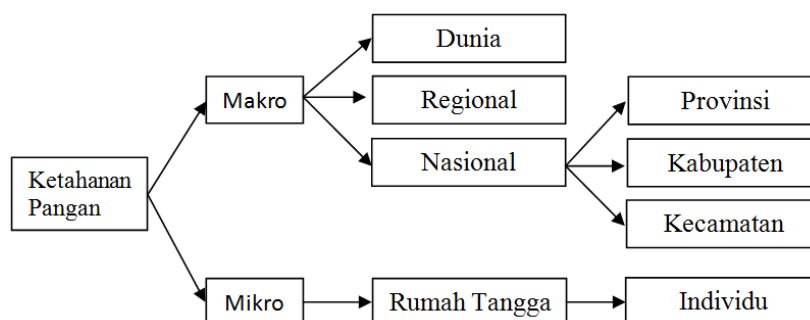 Dunia
Makro
Regional
Provinsi
Nasional
Kabupaten
Ketahanan
Pangan
Kecamatan
Mikro
Rumah Tangga
Individu